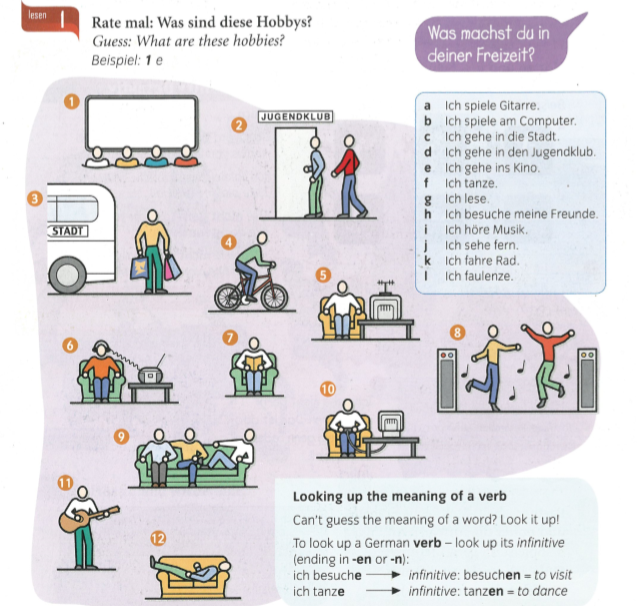 lesen 1
Rate mal: Was sind diese Hobbys?
Guess: What are these hobbies?
Beispiel: 1 e
Was machst du in
deiner Freizeit?
1
2
JUGENDKLUB
3
STADT
4
5
6
7
8
9
10
11
12
a Ich spiele Gitarre.
b Ich spiele am Computer.
c Ich gehe in die Stadt.
d Ich gehe in den Jugendklub.
e Ich gehe ins Kino.
f Ich tanze.
g Ich lese.
h Ich besuche meine Freunde.
i Ich höre Musik.
j Ich sehe fern.
k Ich fahre Rad.
l Ich faulenze.
Looking up the meaning of a verb
Can't guess the meaning of a word? Look it up!
To look up a German verb – look up its infinitive
(ending in -en or -n):
ich besuche → infinitive: besuchen = to visit
ich tanze → infinitive: tanzen = to dance